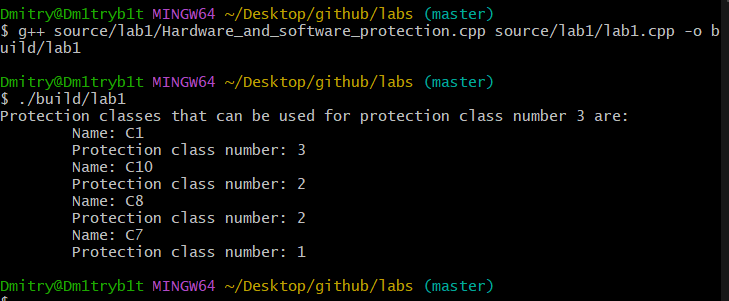 Dmitry@Dm1tryb1t MINGW64 ~/Desktop/github/labs (master)
$ g++ source/lab1/Hardware_and_software_protection.cpp source/lab1/lab1.cpp -o b
uild/lab1
Dmitry@Dm1tryb1t MINGW64 ~/Desktop/github/labs (master)
$ ./build/lab1
Protection classes that can be used for protection class number 3 are:
Name: C1
Protection class number: 3
Name: C10
Protection class number: 2
Name: C8
Protection class number: 2
Name: C7
Protection class number: 1
Dmitry@Dm1tryb1t MINGW64 ~/Desktop/github/labs (master)
$